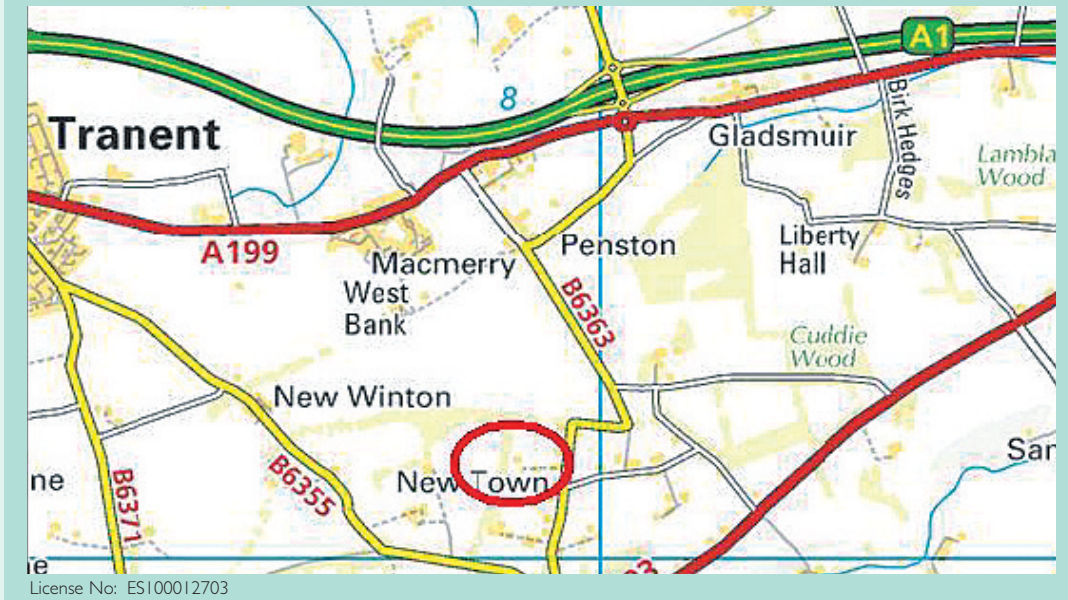 A1
8
Tranent
Gladsmuir
Birk Hedges
Lambla
Wood
A199
Penston
Liberty
Hall
Macmerry
West
Bank
B6363
Cuddie
Wood
New Winton
San
New Town
ne
B6371
B6355
ne
License No: ES100012703